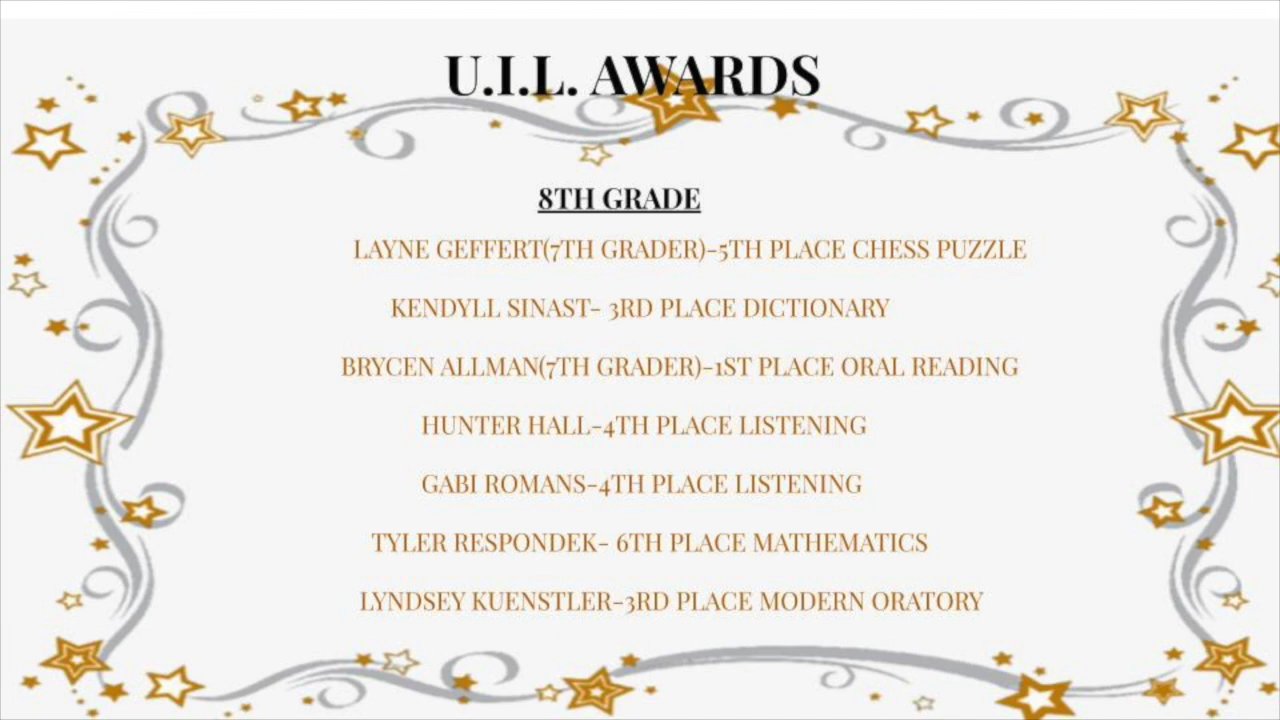 U.I.L. AWARDS
8TH GRADE
LAYNE GEFFERT(7TH GRADER)-5TH PLACE CHESS PUZZLE
KENDYLL SINAST- 3RD PLACE DICTIONARY
BRYCEN ALLMAN(7TH GRADER)-1ST PLACE ORAL READING
HUNTER HALL-4TH PLACE LISTENING
GABI ROMANS-4TH PLACE LISTENING
TYLER RESPONDEK- 6TH PLACE MATHEMATICS
LYNDSEY KUENSTLER-3RD PLACE MODERN ORATORY